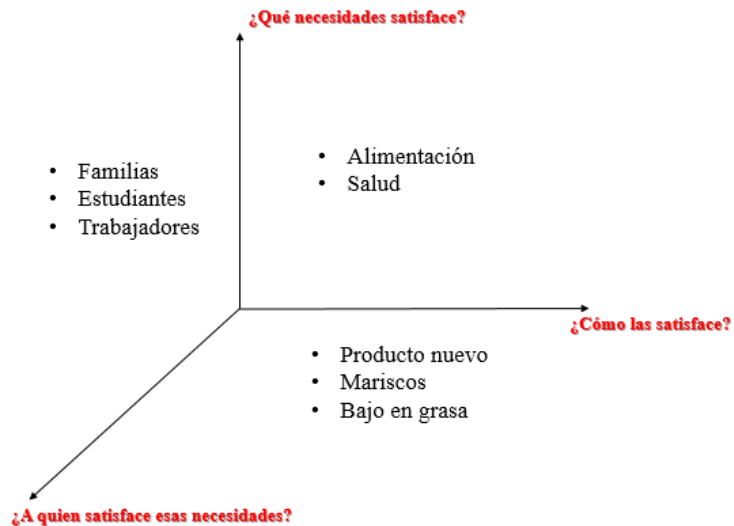 ¿Qué necesidades satisface?
• Familias
• Estudiantes
• Trabajadores
• Alimentación
• Salud
¿Cómo las satisface?
• Producto nuevo
• Mariscos
• Bajo en grasa
¿A quien satisface esas necesidades?